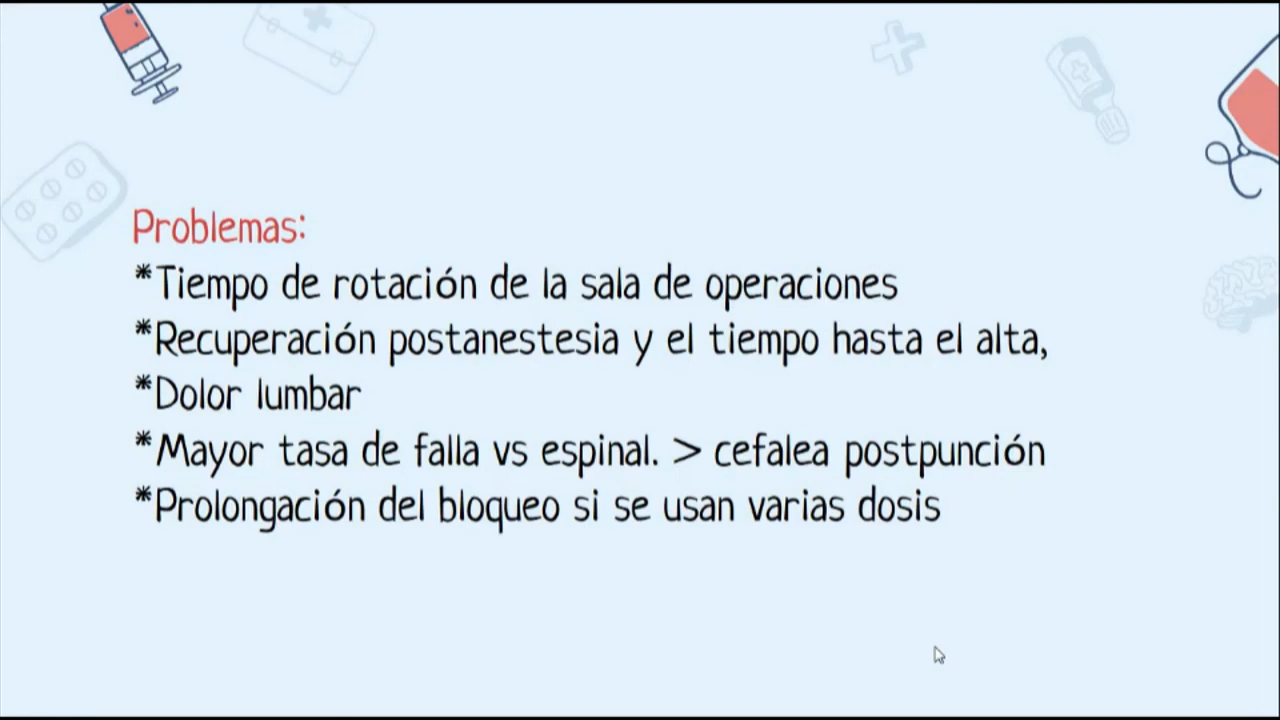 Problemas:
*Tiempo de rotación de la sala de operaciones
*Recuperación postanestesia y el tiempo hasta el alta,
*Dolor lumbar
*Mayor tasa de falla vs espinal. > cefalea postpunción
*Prolongación del bloqueo si se usan varias dosis